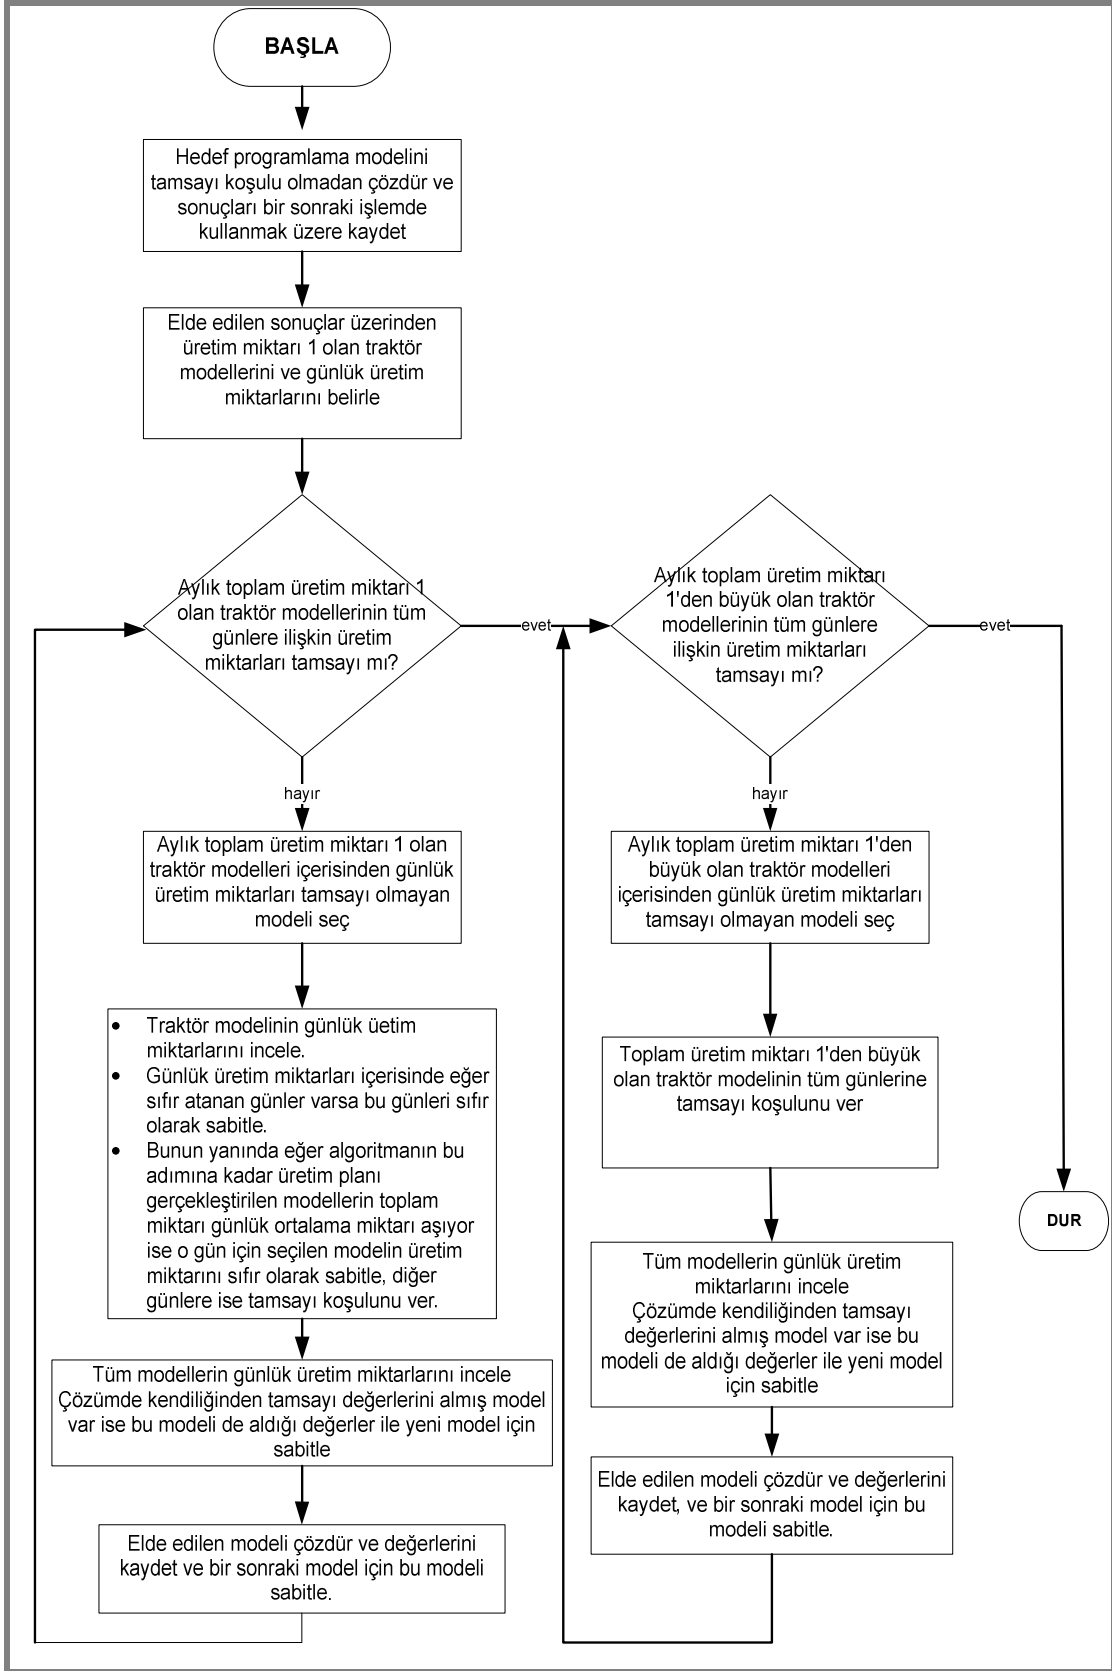 BAŞLA
Hedef programlama modelini
tamsayı koşulu olmadan çözdür ve
sonuçları bir sonraki işlemde
kullanmak üzere kaydet
Elde edilen sonuçlar üzerinden
üretim miktarı 1 olan traktör
modellerini ve günlük üretim
miktarlarını belirle
Aylık toplam üretim miktarı 1
olan traktör modellerinin tüm
günlere ilişkin üretim
miktarları tamsayı mı?
evet
hayır
Aylık toplam üretim miktarı 1 olan
traktör modelleri içerisinden günlük
üretim miktarları tamsayı olmayan
modeli seç
• Traktör modelinin günlük üetim
miktarlarını incele.
• Günlük üretim miktarları içerisinde eğer
sıfır atanan günler varsa bu günleri sıfır
olarak sabitle.
• Bunun yanında eğer algoritmanın bu
adımına kadar üretim planı
gerçekleştirilen modellerin toplam
miktarı günlük ortalama miktarı aşıyor
ise o gün için seçilen modelin üretim
miktarını sıfır olarak sabitle, diğer
günlere ise tamsayı koşulunu ver.
Tüm modellerin günlük üretim miktarlarını incele
Çözümde kendiliğinden tamsayı değerlerini almış model
var ise bu modeli de aldığı değerler ile yeni model için
sabitle
Elde edilen modeli çözdür ve değerlerini
kaydet ve bir sonraki model için bu modeli
sabitle.
Aylık toplam üretim miktarı
1'den büyük olan traktör
modellerinin tüm günlere
ilişkin üretim miktarları
tamsayı mı?
evet
hayır
Aylık toplam üretim miktarı 1'den
büyük olan traktör modelleri
içerisinden günlük üretim miktarları
tamsayı olmayan modeli seç
Toplam üretim miktarı 1'den büyük
olan traktör modelinin tüm günlerine
tamsayı koşulunu ver
Tüm modellerin günlük üretim
miktarlarını incele
Çözümde kendiliğinden tamsayı
değerlerini almış model var ise bu
modeli de aldığı değerler ile yeni model
için sabitle
Elde edilen modeli çözdür ve değerlerini
kaydet, ve bir sonraki model için bu
modeli sabitle.
DUR